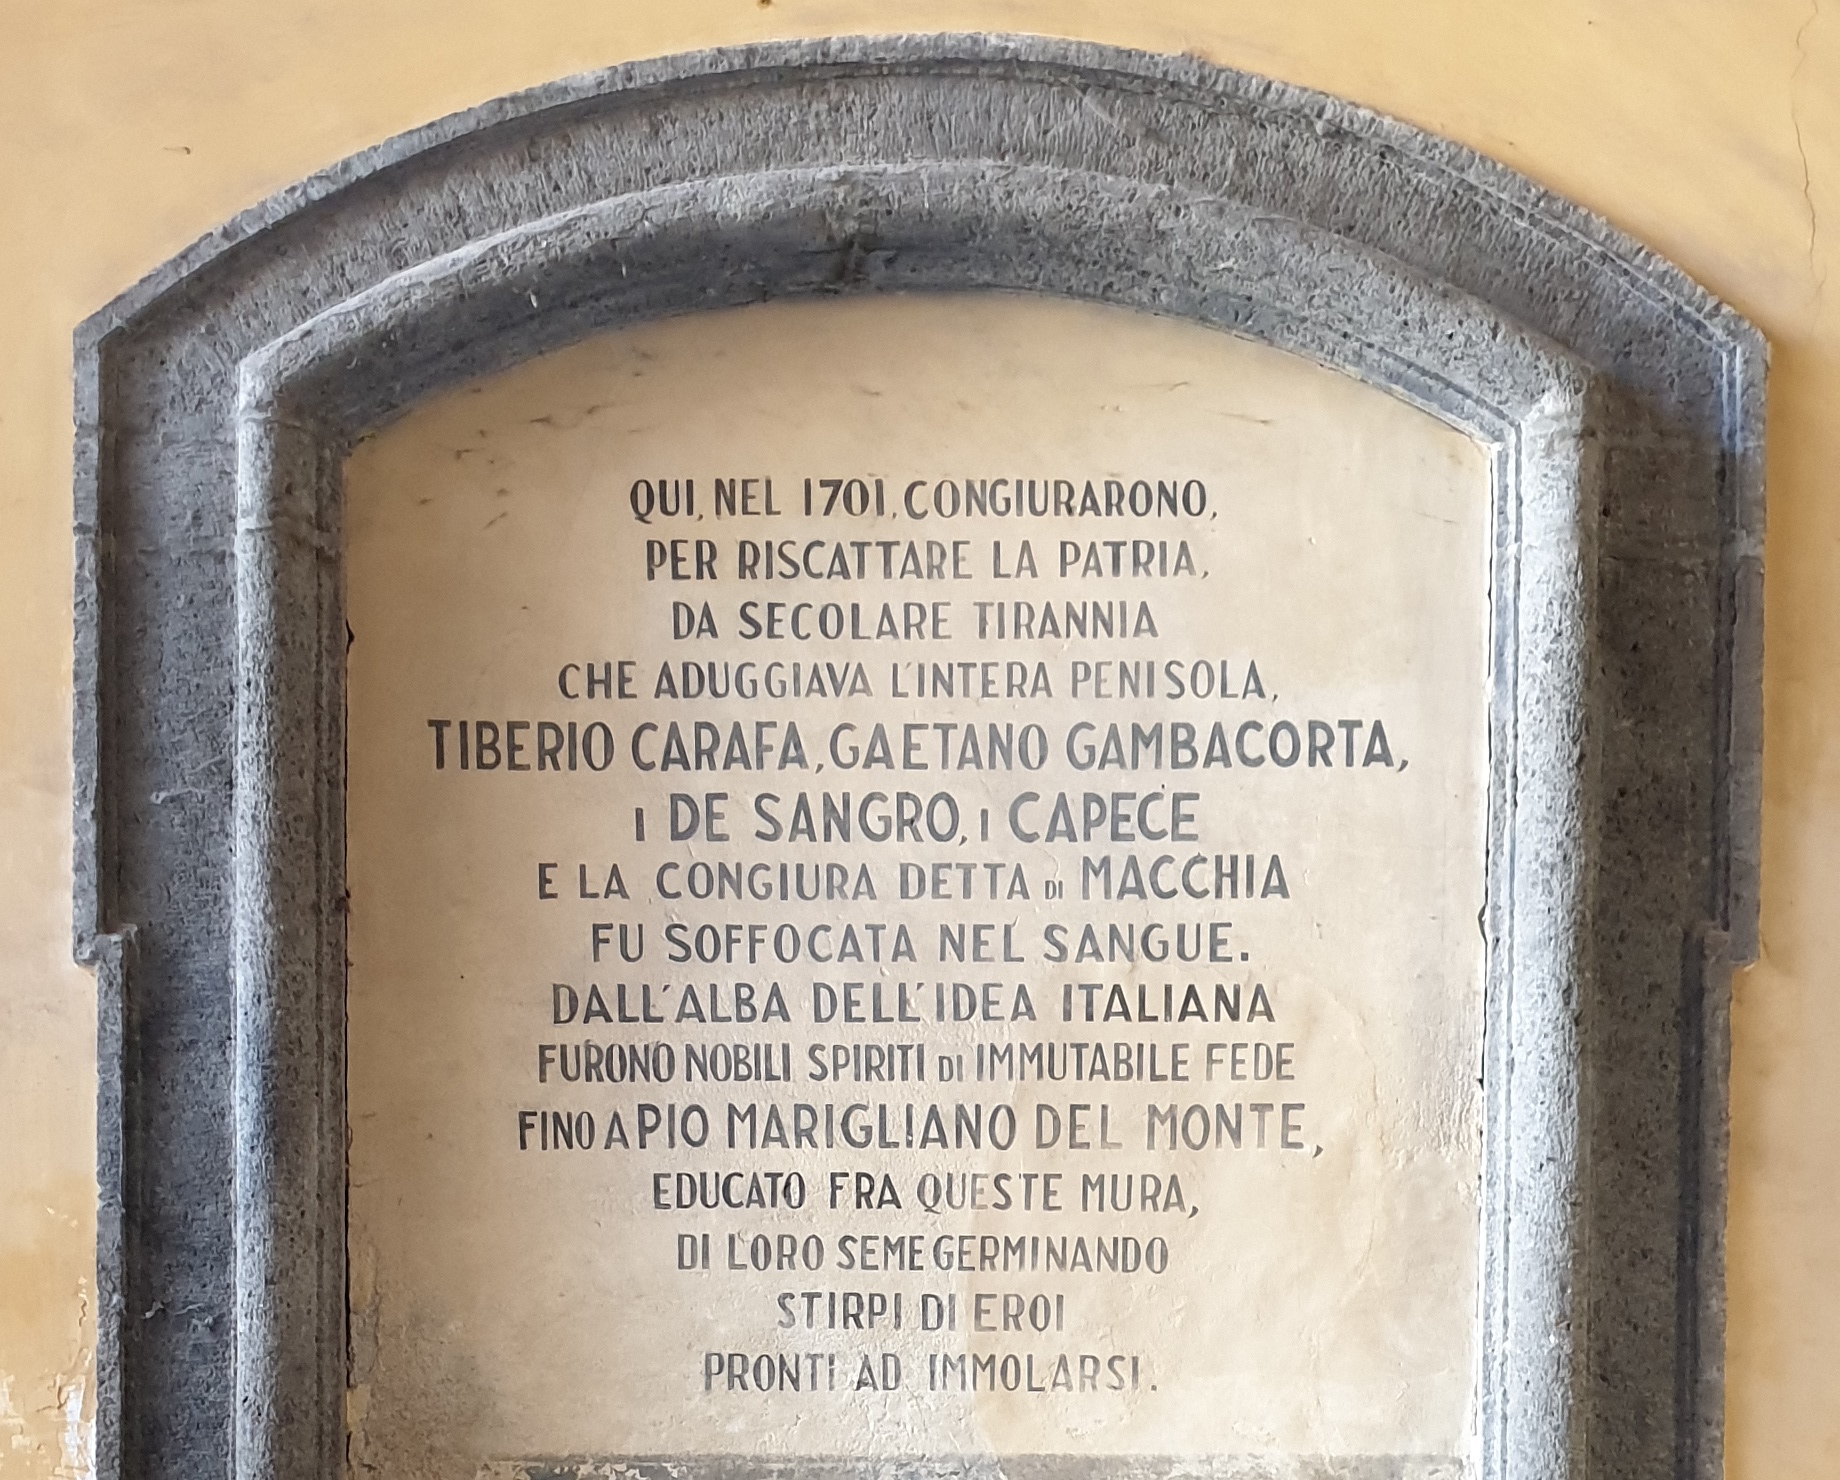 QUI, NEL 1701, CONGIURARONO,
PER RISCATTARE LA PATRIA,
DA SECOLARE TIRANNIA
CHE ADUGGIAVA L'INTERA PENISOLA,
TIBERIO CARAFA, GAETANO GAMBACORTA,
I DE SANGRO, I CAPECE
E LA CONGIURA DETTA DI MACCHIA
FU SOFFOCATA NEL SANGUE.
DALL'ALBA DELL'IDEA ITALIANA
FURONO NOBILI SPIRITI DI IMMUTABILE FEDE
FINO A PIO MARIGLIANO DEL MONTE,
EDUCATO FRA QUESTE MURA,
DI LORO SEME GERMINANDO
STIRPI DI EROI
PRONTI AD IMMOLARSI.